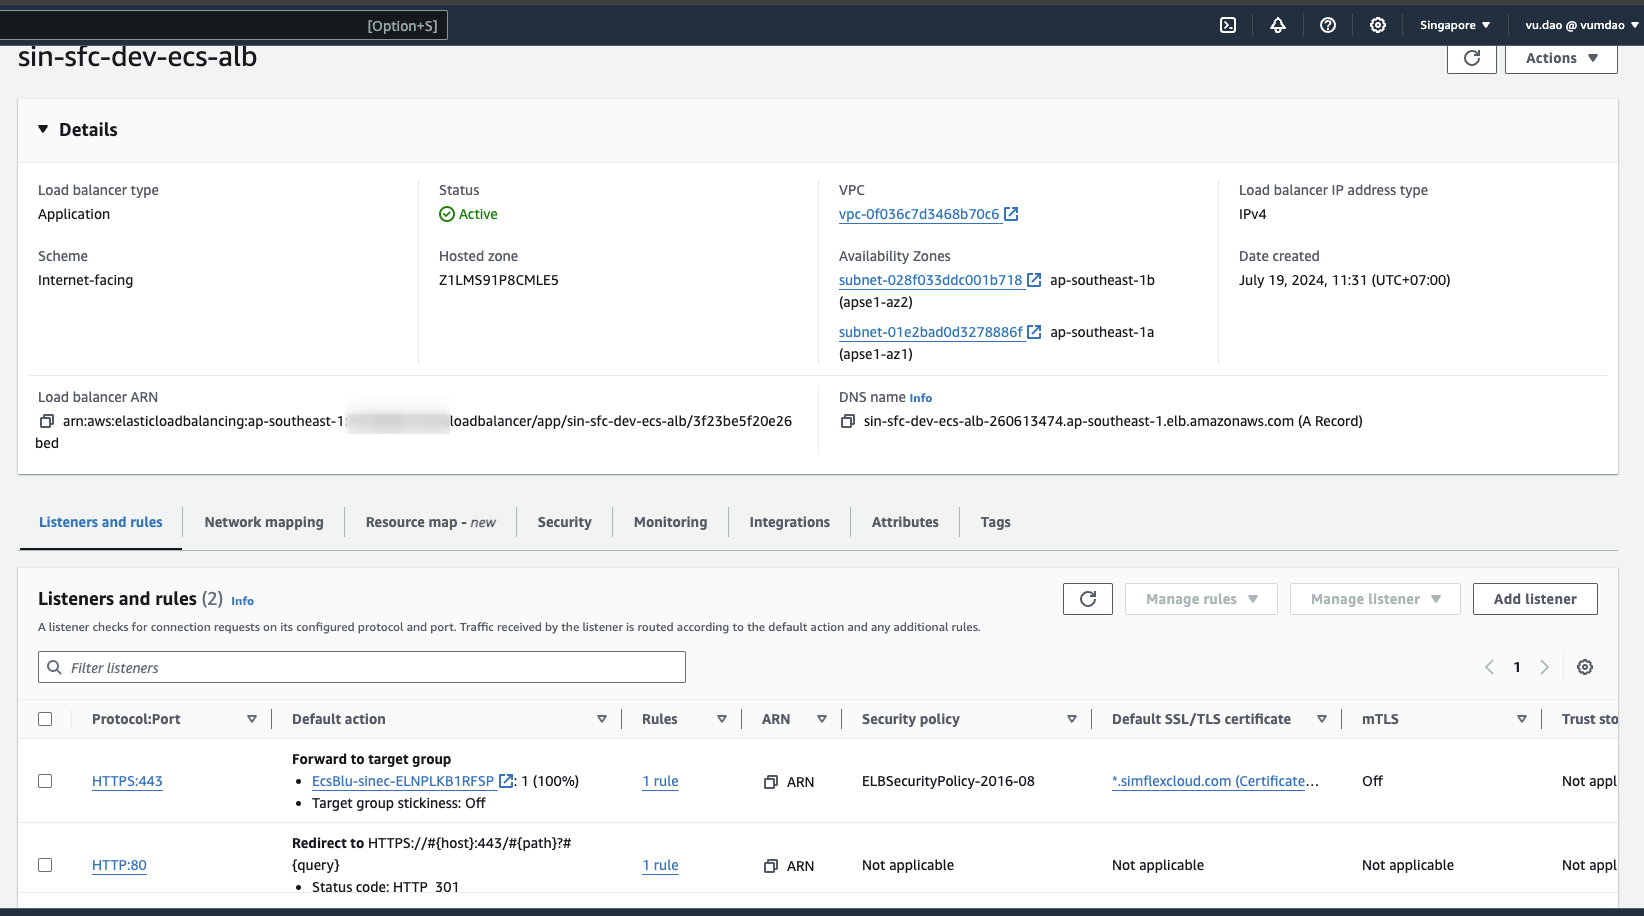 [Option+S]
Singapore
vu.dao @ vumdao
sin-sfc-dev-ecs-alb
Actions
Details
Load balancer type
Application
Status
Active
VPC
vpc-0f036c7d3468b70c6
Load balancer IP address type
IPv4
Scheme
Internet-facing
Hosted zone
Z1LMS91P8CMLE5
Availability Zones
subnet-028f033ddc001b718 ap-southeast-1b
(apse1-az2)
subnet-01e2bad0d3278886f ap-southeast-1a
(apse1-az1)
Date created
July 19, 2024, 11:31 (UTC+07:00)
Load balancer ARN
arn:aws:elasticloadbalancing:ap-southeast-1: loadbalancer/app/sin-sfc-dev-ecs-alb/3f23be5f20e26
bed
DNS name Info
sin-sfc-dev-ecs-alb-260613474.ap-southeast-1.elb.amazonaws.com (A Record)
Listeners and rules
Network mapping
Resource map - new
Security
Monitoring
Integrations
Attributes
Tags
Listeners and rules (2) Info
Manage rules
Manage listener
Add listener
A listener checks for connection requests on its configured protocol and port. Traffic received by the listener is routed according to the default action and any additional rules.
Filter listeners
1
Protocol:Port
Default action
Rules
ARN
Security policy
Default SSL/TLS certificate
mTLS
Trust sto
HTTPS:443
Forward to target group
• EcsBlu-sinec-ELNPLKB1RFSP : 1 (100%)
• Target group stickiness: Off
1 rule
ARN
ELBSecurityPolicy-2016-08
*.simflexcloud.com (Certificate...
Off
Not appl
HTTP:80
Redirect to HTTPS://#{host}:443/#{path}?#
{query}
• Status code: HTTP_301
1 rule
ARN
Not applicable
Not applicable
Not applicable
Not appl